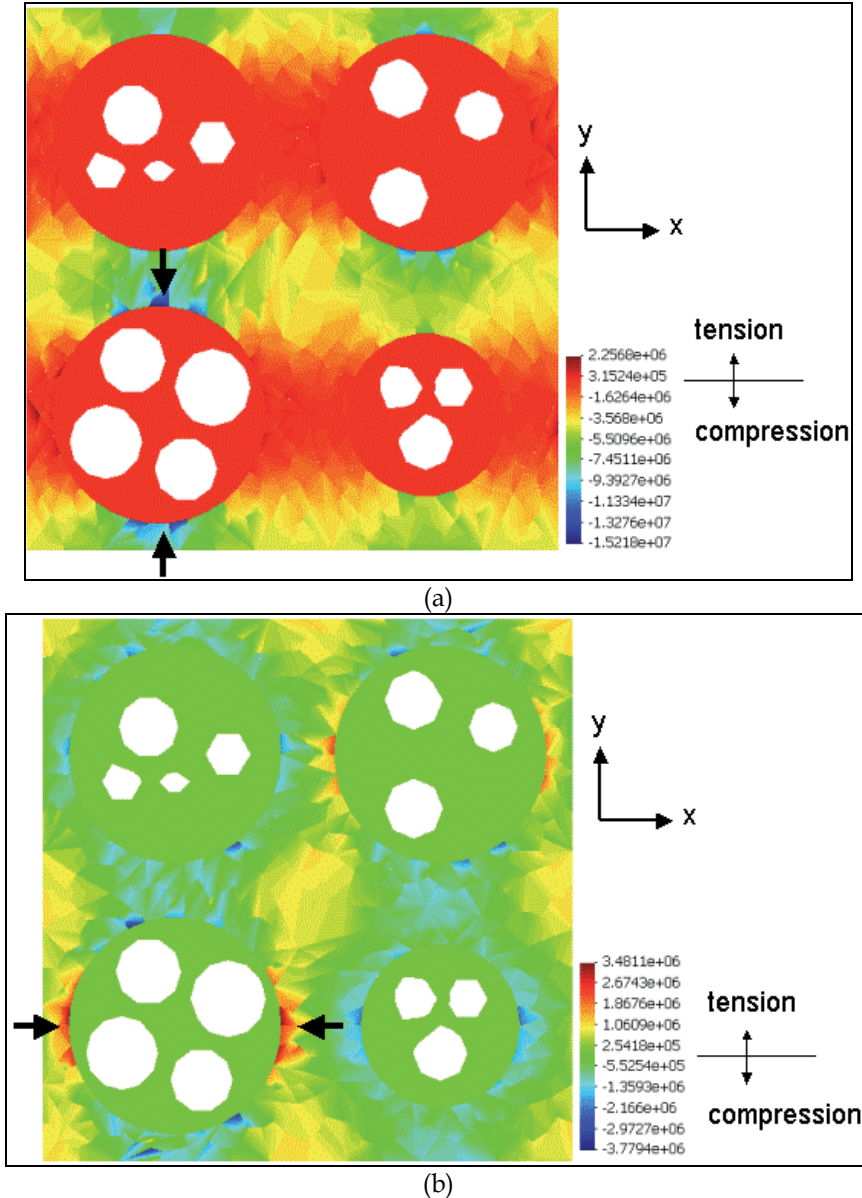 y
x
tension
compression
2.2568e+06
3.1524e+05
-1.6264e+06
-3.568e+06
-5.5096e+06
-7.4511e+06
-9.3927e+06
-1.1334e+07
-1.3276e+07
-1.5218e+07
(a)
y
x
tension
compression
3.4811e+06
2.6743e+06
1.8676e+06
1.0609e+06
2.5418e+05
-5.5254e+05
-1.3593e+06
-2.166e+06
-2.9727e+06
-3.7794e+06
(b)